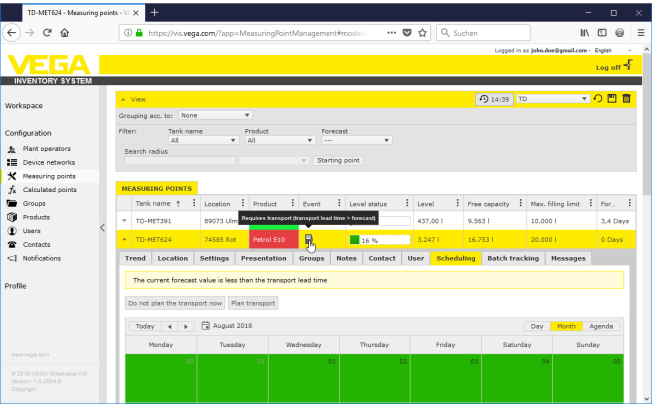 TD-MET624 - Measuring points - VI
https://vis.vega.com/?app=MeasuringPointManagement#mode
Suchen
Logged in as john.doe@gmail.com - English
VEGA
INVENTORY SYSTEM
Log off
Workspace
Configuration
Plant operators
Device networks
Measuring points
Calculated points
Groups
Products
Users
Contacts
Notifications
Profile
www.vega.com
© 2018 VEGA Grieshaber KG
Version: 1.9.2004.0
Copyright
View
14:39
TD
Grouping acc. to: None
Filter: Tank name Product Forecast
All All ---
Search radius
Starting point
MEASURING POINTS
Tank name ↑ Location Product Event Level status Level Free capacity Max. filling limit For...
Requires transport (transport lead time > forecast)
TD-MET391 89073 Ulm 437,00 l 9.563 l 10.000 l 3,4 Days
TD-MET624 74585 Rot Petrol E10 16 % 3.247 l 16.753 l 20.000 l 0 Days
Trend Location Settings Presentation Groups Notes Contact User Scheduling Batch tracking Messages
The current forecast value is less than the transport lead time
Do not plan the transport now Plan transport
Today August 2018 Day Month Agenda
Monday Tuesday Wednesday Thursday Friday Saturday Sunday
30 31 01 02 03 04 05